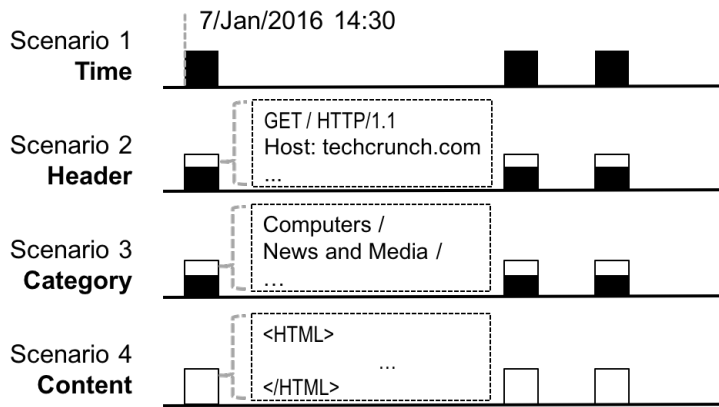 7/Jan/2016 14:30
Scenario 1
Time
Scenario 2
Header
GET / HTTP/1.1
Host: techcrunch.com
...
Scenario 3
Category
Computers /
News and Media /
...
Scenario 4
Content
<HTML>
...
</HTML>